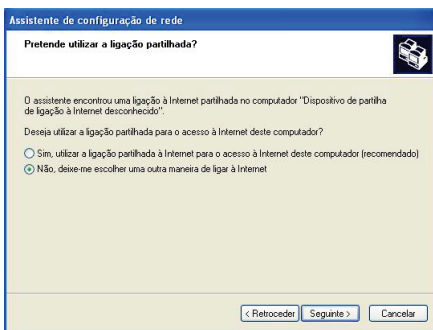 Assistente de configuração de rede
Pretende utilizar a ligação partilhada?
O assistente encontrou uma ligação à Internet partilhada no computador "Dispositivo de partilha
de ligação à Internet desconhecido".
Deseja utilizar a ligação partilhada para o acesso à Internet deste computador?
Sim, utilizar a ligação partilhada à Internet para o acesso à Internet deste computador (recomendado)
Não, deixe-me escolher uma outra maneira de ligar à Internet
< Retroceder Seguinte > Cancelar